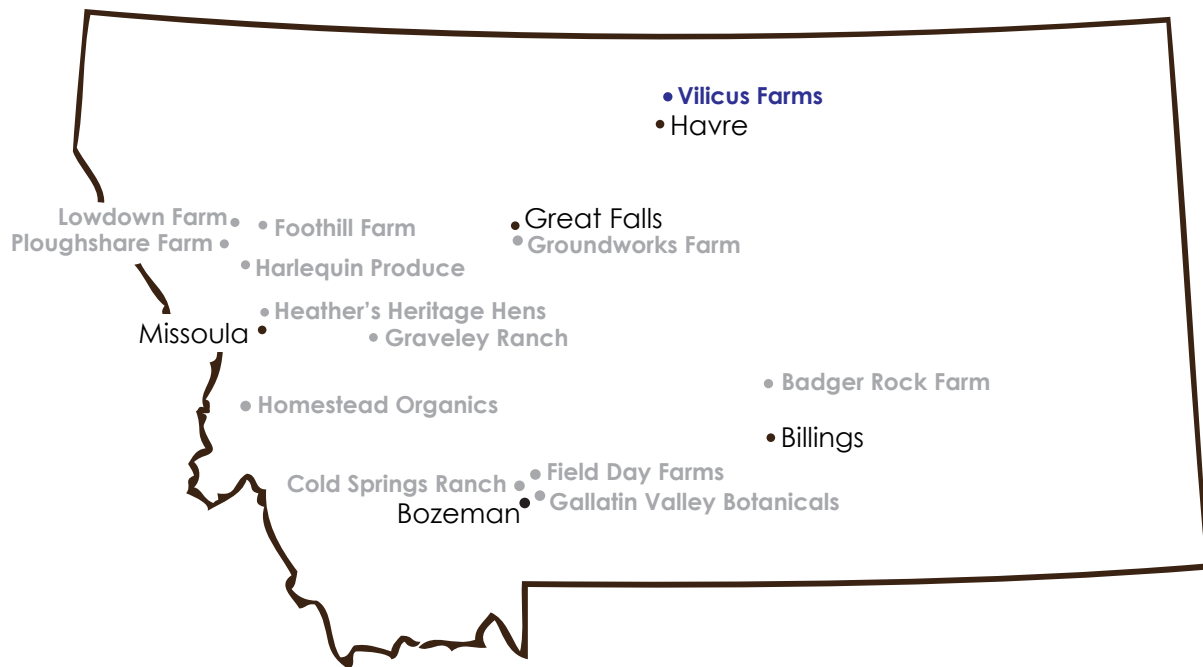 Vilicus Farms
Havre
Lowdown Farm
Foothill Farm
Great Falls
Ploughshare Farm
Groundworks Farm
Harlequin Produce
Heather's Heritage Hens
Missoula
Graveley Ranch
Badger Rock Farm
Homestead Organics
Billings
Field Day Farms
Cold Springs Ranch
Gallatin Valley Botanicals
Bozeman